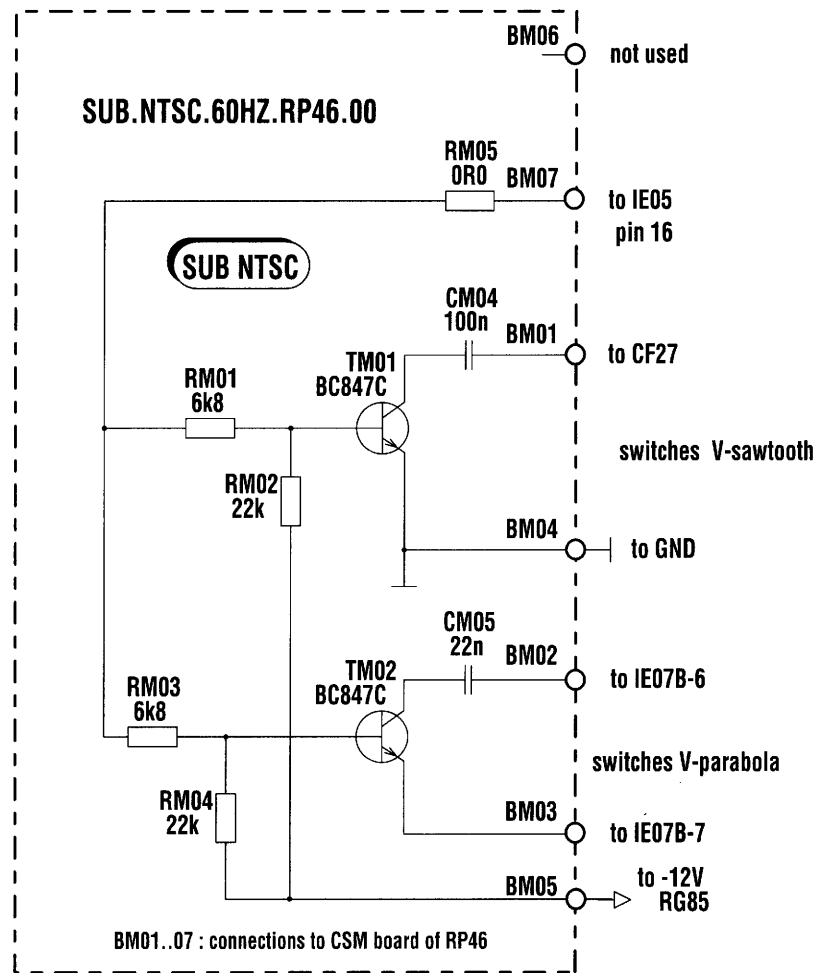 BM06
not used
SUB.NTSC.60HZ.RP46.00
RM05
0R0
BM07
to IE05
pin 16
SUB NTSC
CM04
100n
BM01
to CF27
TM01
BC847C
RM01
6k8
switches V-sawtooth
RM02
22k
BM04
to GND
CM05
22n
BM02
to IE07B-6
TM02
BC847C
RM03
6k8
switches V-parabola
RM04
22k
BM03
to IE07B-7
to -12V
RG85
BM05
BM01..07 : connections to CSM board of RP46